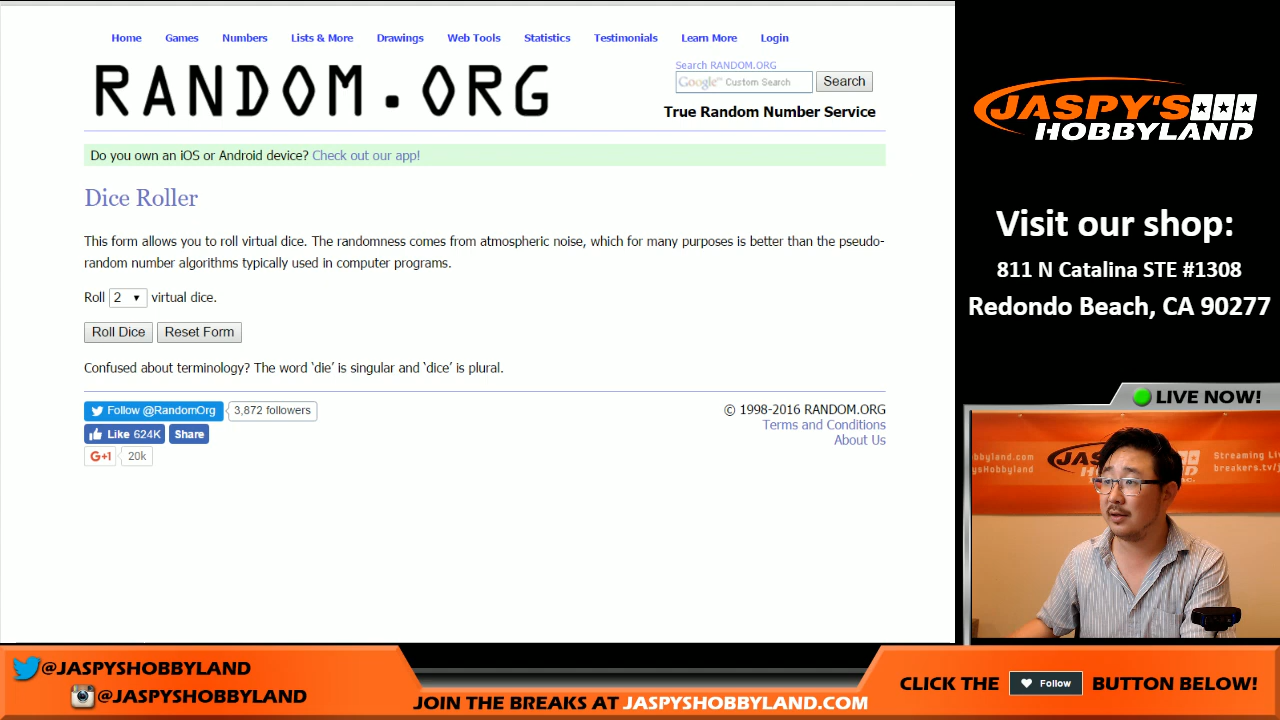 Home Games Numbers Lists & More Drawings Web Tools Statistics Testimonials Learn More Login
RANDOM.ORG
Search RANDOM.ORG
Google™ Custom Search
Search
True Random Number Service
Do you own an iOS or Android device? Check out our app!
Dice Roller
This form allows you to roll virtual dice. The randomness comes from atmospheric noise, which for many purposes is better than the pseudo-
random number algorithms typically used in computer programs.
Roll 2 virtual dice.
Roll Dice Reset Form
Confused about terminology? The word ‘die’ is singular and ‘dice’ is plural.
Follow @RandomOrg 3,872 followers
Like 624K Share
G+1 20k
© 1998-2016 RANDOM.ORG
Terms and Conditions
About Us
JASPY'S
HOBBYLAND
Visit our shop:
811 N Catalina STE #1308
Redondo Beach, CA 90277
LIVE NOW!
Streaming
breakers.tv/j
@JASPYSHOBBYLAND
@JASPYSHOBBYLAND
JOIN THE BREAKS AT JASPYSHOBBYLAND.COM
CLICK THE Follow BUTTON BELOW!